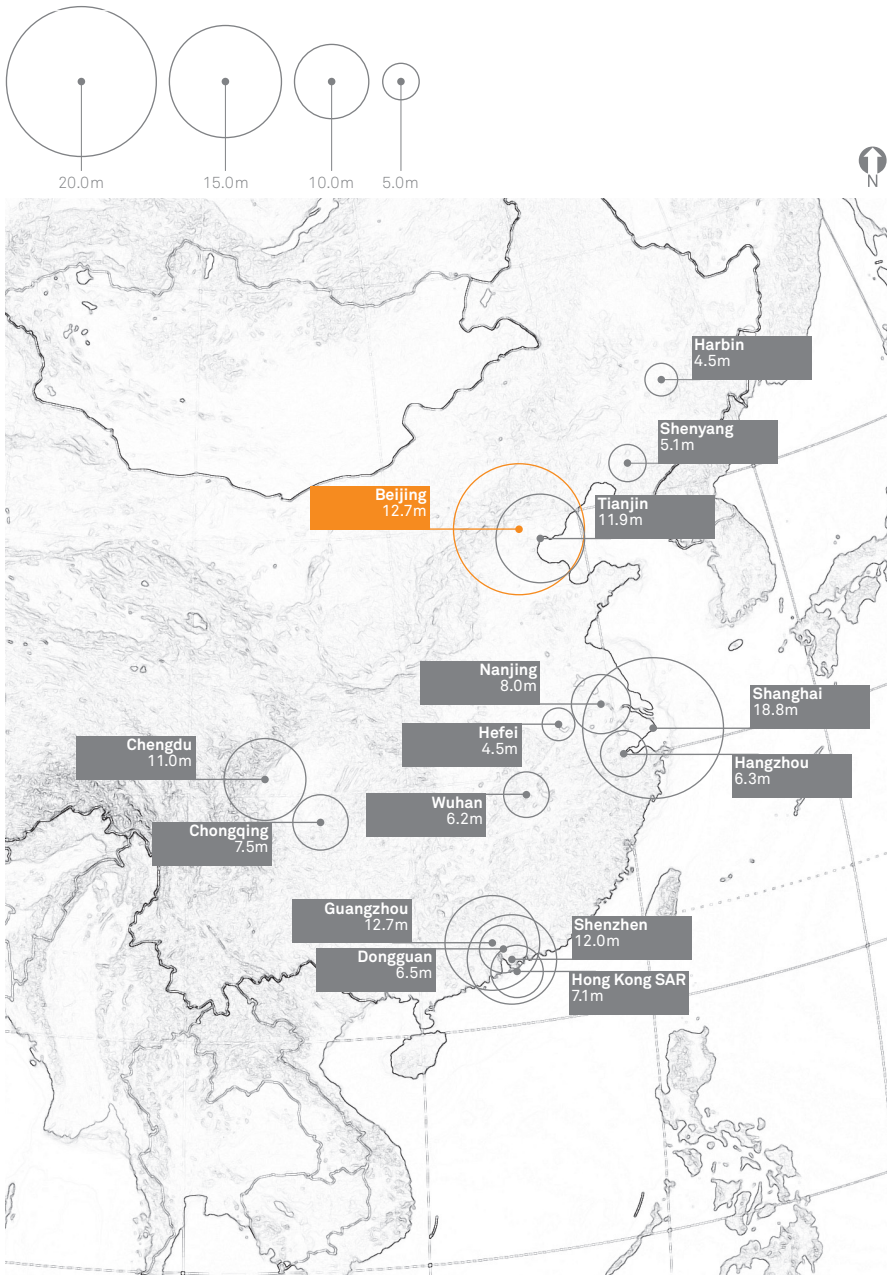 20.0m
15.0m
10.0m
5.0m
N
Harbin
4.5m
Shenyang
5.1m
Beijing
12.7m
Tianjin
11.9m
Nanjing
8.0m
Shanghai
18.8m
Hefei
4.5m
Chengdu
11.0m
Hangzhou
6.3m
Wuhan
6.2m
Chongqing
7.5m
Guangzhou
12.7m
Shenzhen
12.0m
Dongguan
6.5m
Hong Kong SAR
7.1m